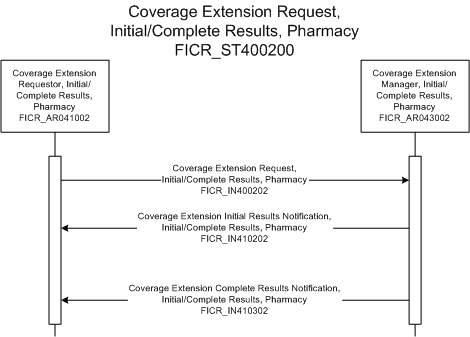 Coverage Extension Request,
Initial/Complete Results, Pharmacy
FICR_ST400200
Coverage Extension
Requestor, Initial/
Complete Results,
Pharmacy
FICR_AR041002
Coverage Extension
Manager, Initial/
Complete Results,
Pharmacy
FICR_AR043002
Coverage Extension Request,
Initial/Complete Results, Pharmacy
FICR_IN400202
Coverage Extension Initial Results Notification,
Initial/Complete Results, Pharmacy
FICR_IN410202
Coverage Extension Complete Results Notification,
Initial/Complete Results, Pharmacy
FICR_IN410302